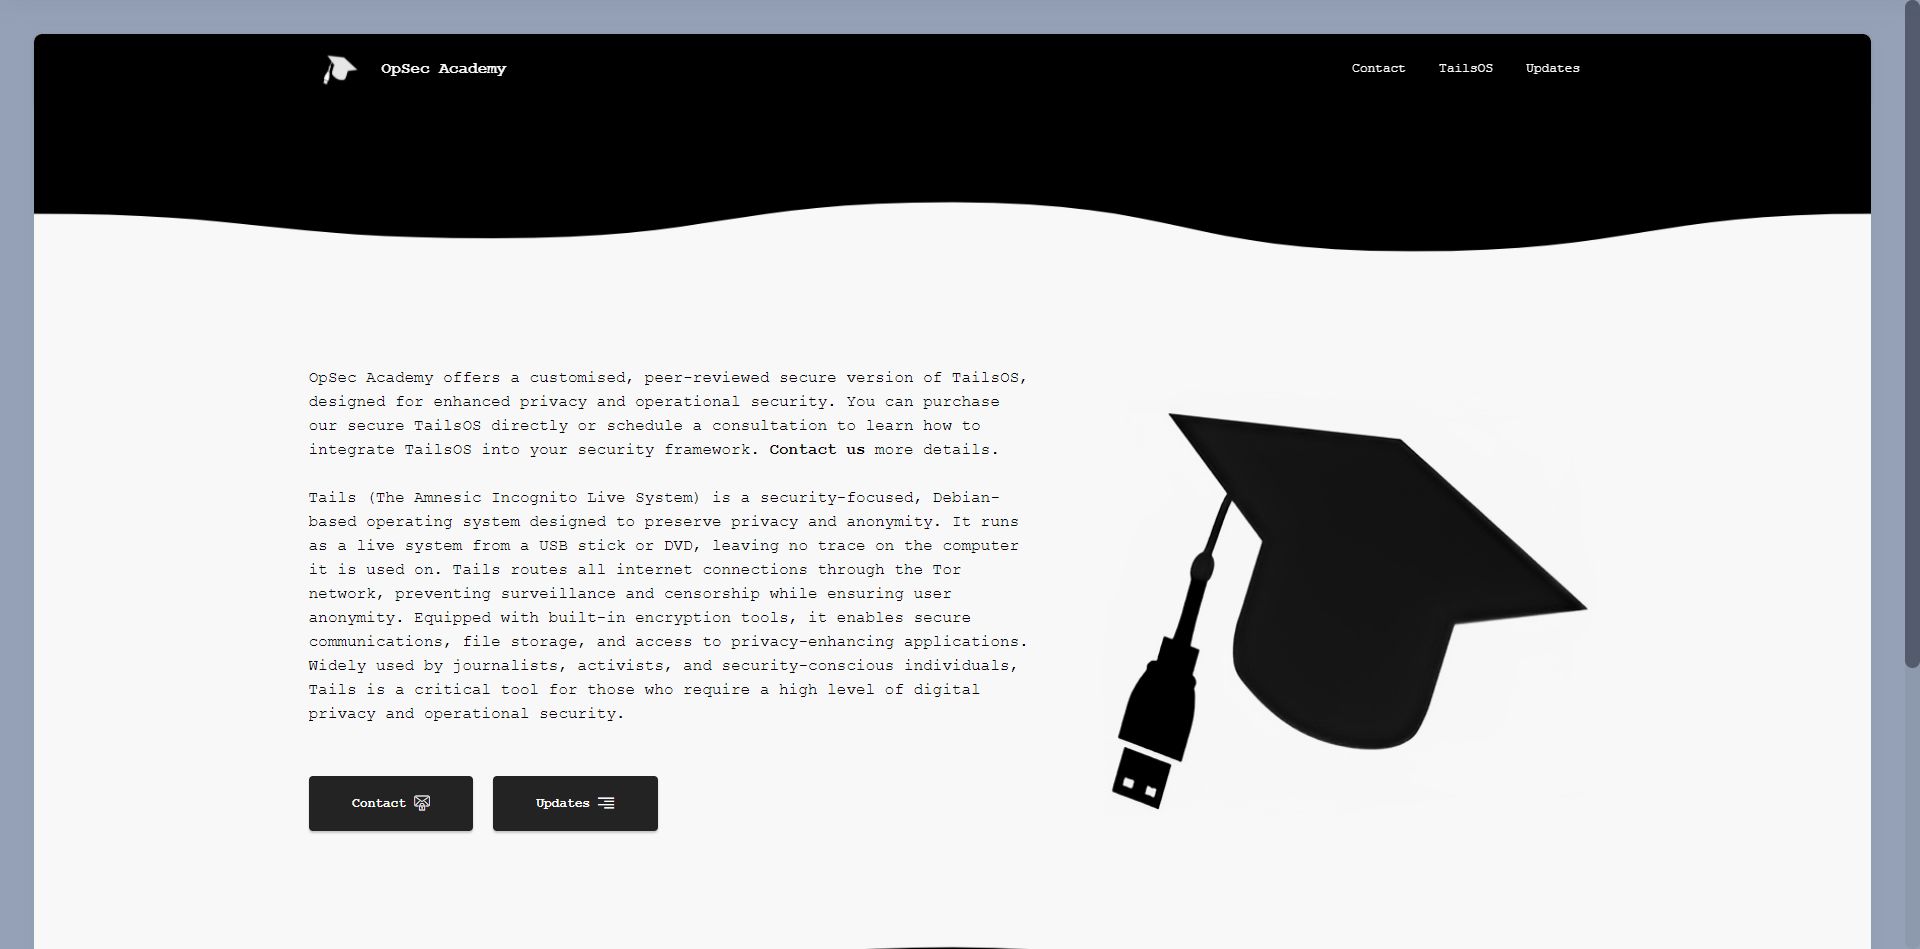 OpSec Academy
Contact
TailsOS
Updates
OpSec Academy offers a customised, peer-reviewed secure version of TailsOS,
designed for enhanced privacy and operational security. You can purchase
our secure TailsOS directly or schedule a consultation to learn how to
integrate TailsOS into your security framework. Contact us more details.
Tails (The Amnesic Incognito Live System) is a security-focused, Debian-
based operating system designed to preserve privacy and anonymity. It runs
as a live system from a USB stick or DVD, leaving no trace on the computer
it is used on. Tails routes all internet connections through the Tor
network, preventing surveillance and censorship while ensuring user
anonymity. Equipped with built-in encryption tools, it enables secure
communications, file storage, and access to privacy-enhancing applications.
Widely used by journalists, activists, and security-conscious individuals,
Tails is a critical tool for those who require a high level of digital
privacy and operational security.
Contact
Updates